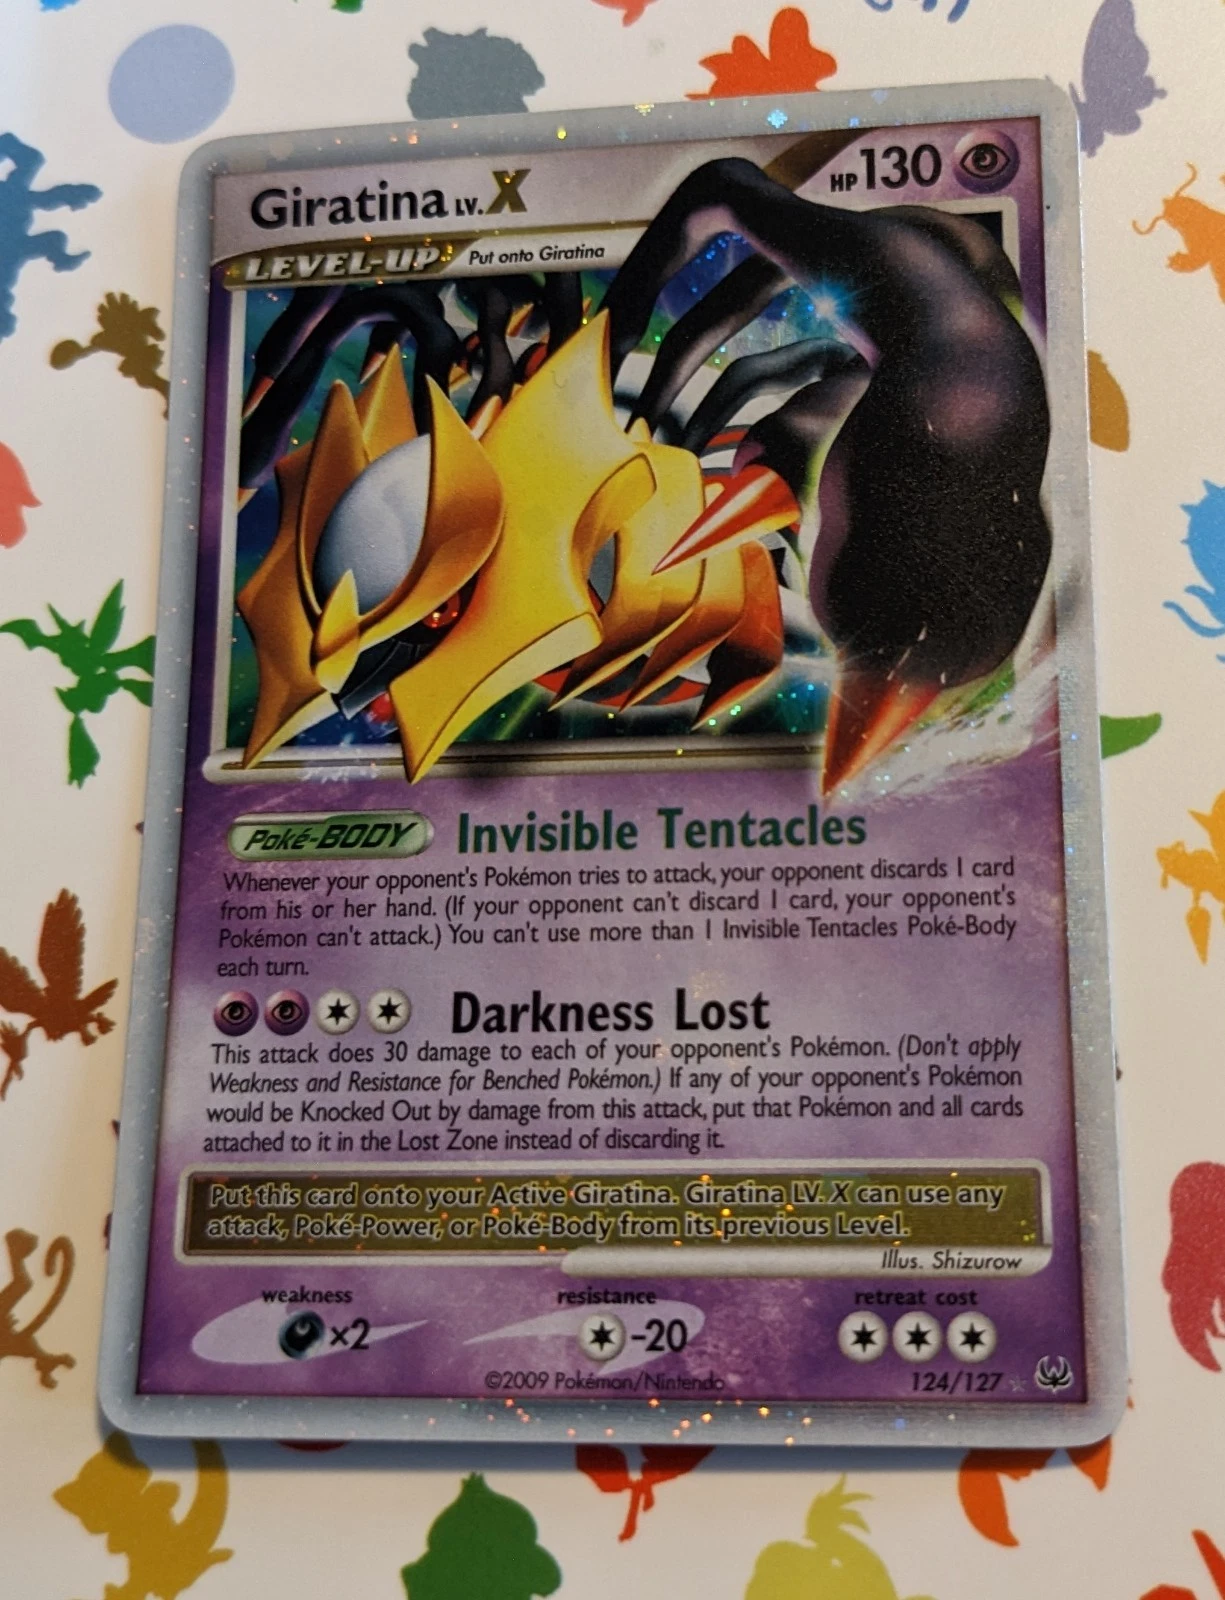 Giratina LV.X
HP 130
LEVEL-UP Put onto Giratina
Poké-BODY Invisible Tentacles
Whenever your opponent's Pokémon tries to attack, your opponent discards 1 card
from his or her hand. (If your opponent can't discard 1 card, your opponent's
Pokémon can't attack.) You can't use more than 1 Invisible Tentacles Poké-Body
each turn.
Darkness Lost
This attack does 30 damage to each of your opponent's Pokémon. (Don't apply
Weakness and Resistance for Benched Pokémon.) If any of your opponent's Pokémon
would be Knocked Out by damage from this attack, put that Pokémon and all cards
attached to it in the Lost Zone instead of discarding it.
Put this card onto your Active Giratina. Giratina LV. X can use any
attack, Poké-Power, or Poké-Body from its previous Level.
Illus. Shizurow
weakness resistance retreat cost
×2 -20
©2009 Pokémon/Nintendo 124/127